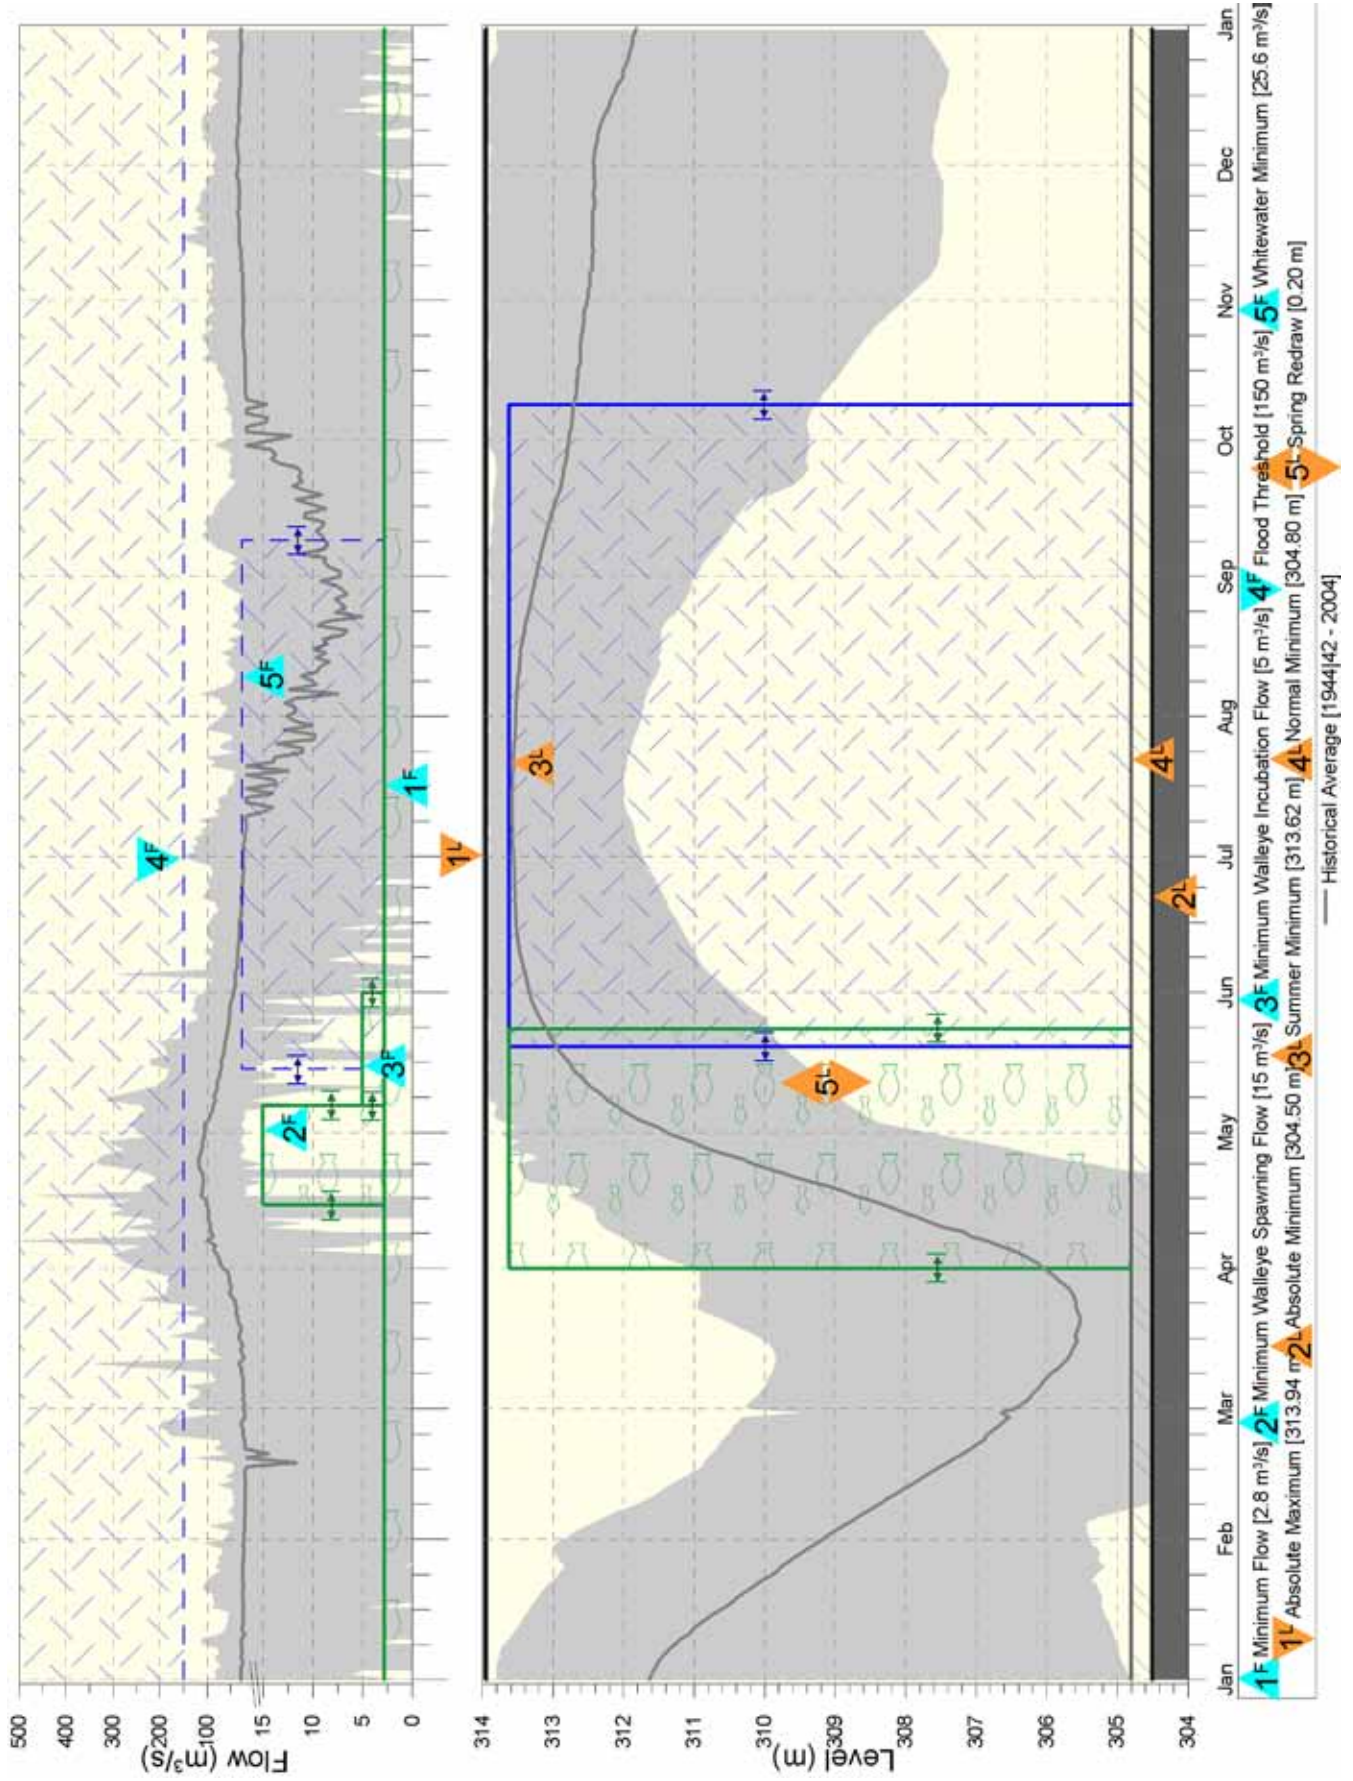 500
400
300
200
100
15
10
5
0
Flow (m³/s)
4F
5F
2F
3F
1F
314
313
312
311
310
309
308
307
306
305
304
Level (m)
1L
3L
5L
4L
2L
Jan Feb Mar Apr May Jun Jul Aug Sep Oct Nov Dec Jan
1F Minimum Flow [2.8 m³/s] 2F Minimum Walleye Spawning Flow [15 m³/s] 3F Minimum Walleye Incubation Flow [5 m³/s] 4F Flood Threshold [150 m³/s] 5F Whitewater Minimum [25.6 m³/s]
1L Absolute Maximum [313.94 m] 2L Absolute Minimum [304.50 m] 3L Summer Minimum [313.62 m] 4L Normal Minimum [304.80 m] 5L Spring Redraw [0.20 m]
Historical Average [1944|42 - 2004]